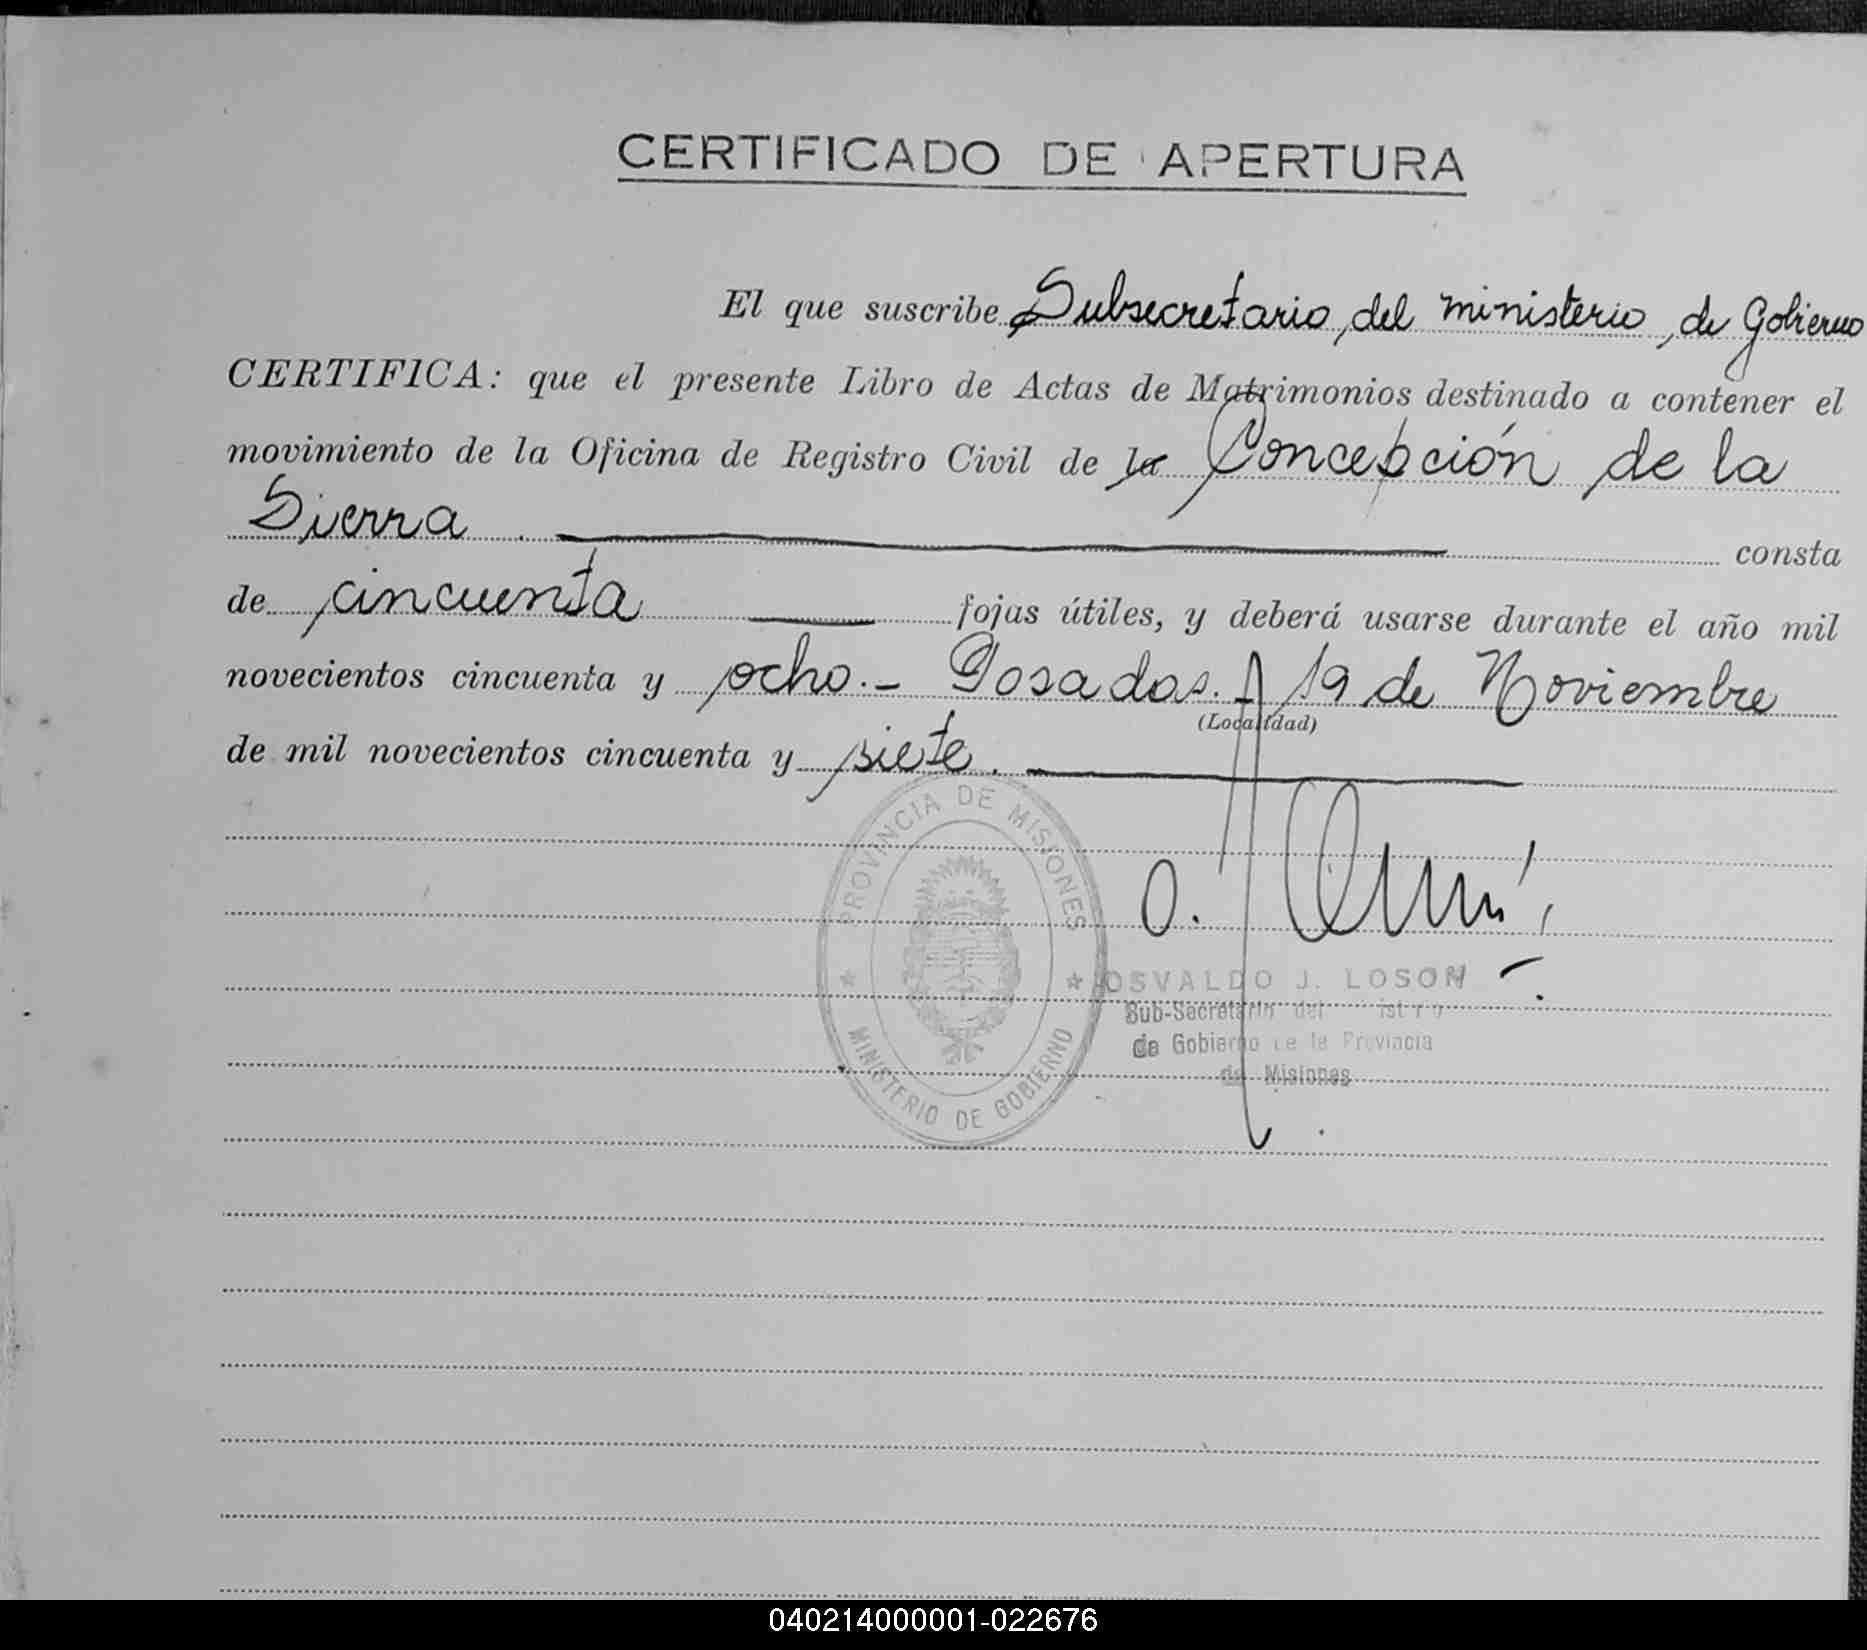 CERTIFICADO DE APERTURA
El que suscribe Subsecretario del ministerio de Gobierno
CERTIFICA: que el presente Libro de Actas de Matrimonios destinado a contener el
movimiento de la Oficina de Registro Civil de la Concepción de la
Sierra consta
de cincuenta fojas útiles, y deberá usarse durante el año mil
novecientos cincuenta y ocho.- Posadas.- 19 de Noviembre
(Localidad)
de mil novecientos cincuenta y siete.
PROVINCIA DE MISIONES
MINISTERIO DE GOBIERNO
OSVALDO J. LOSON
Sub-Secretario del
de Gobierno de la Provincia
de Misiones
040214000001-022676